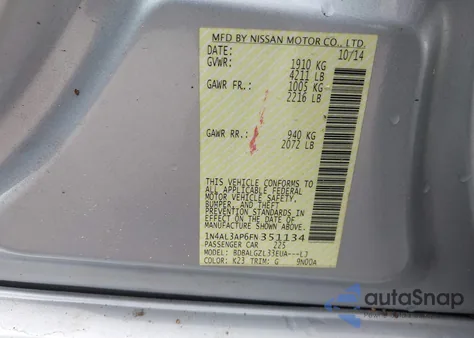 MFD BY NISSAN MOTOR CO., LTD.
DATE: 10/14
GVWR: 1910 KG
4211 LB
GAWR FR.: 1005 KG
2216 LB
GAWR RR.: 940 KG
2072 LB
THIS VEHICLE CONFORMS TO ALL
APPLICABLE FEDERAL MOTOR
VEHICLE SAFETY, BUMPER, AND
THEFT PREVENTION STANDARDS IN
EFFECT ON THE DATE OF
MANUFACTURE SHOWN ABOVE.
1N4AL3AP6FN351134
PASSENGER CAR 225
MODEL: BDBALGZL33EUA---LJ
COLOR: K23 TRIM: G 9N00A
autoSnap